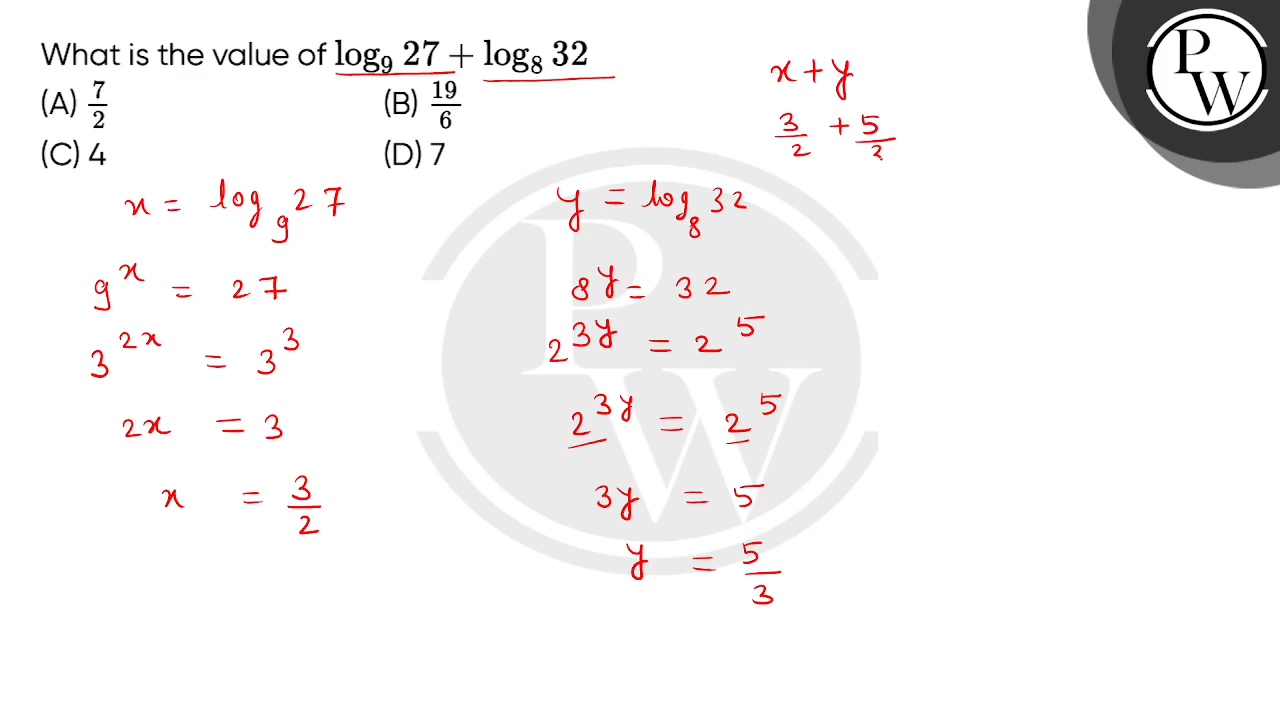 What is the value of log₉ 27 + log₈ 32
(A) 7/2 (B) 19/6
(C) 4 (D) 7
x + y
3/2 + 5/3
PW
x = log₉ 27
9^x = 27
3^2x = 3^3
2x = 3
x = 3/2
y = log₈ 32
8^y = 32
2^3y = 2^5
2^3y = 2^5
3y = 5
y = 5/3
PW